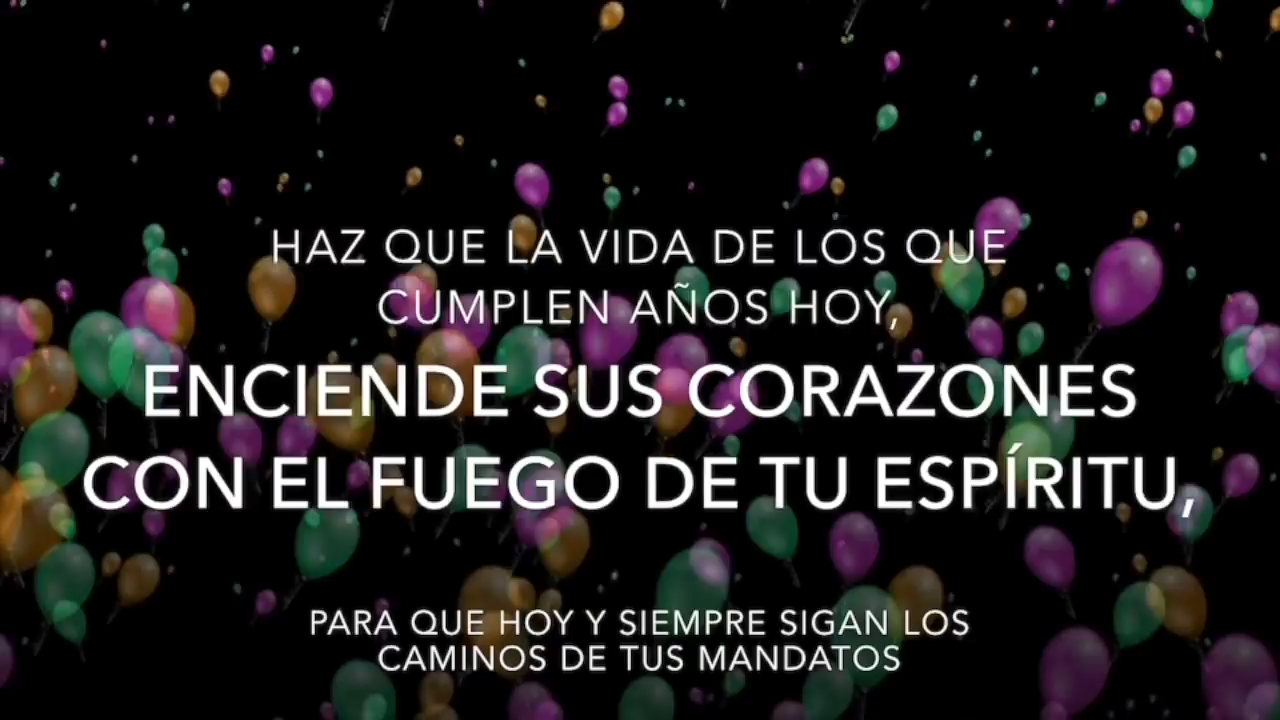 HAZ QUE LA VIDA DE LOS QUE
CUMPLEN AÑOS HOY,
ENCIENDE SUS CORAZONES
CON EL FUEGO DE TU ESPÍRITU,
PARA QUE HOY Y SIEMPRE SIGAN LOS
CAMINOS DE TUS MANDATOS